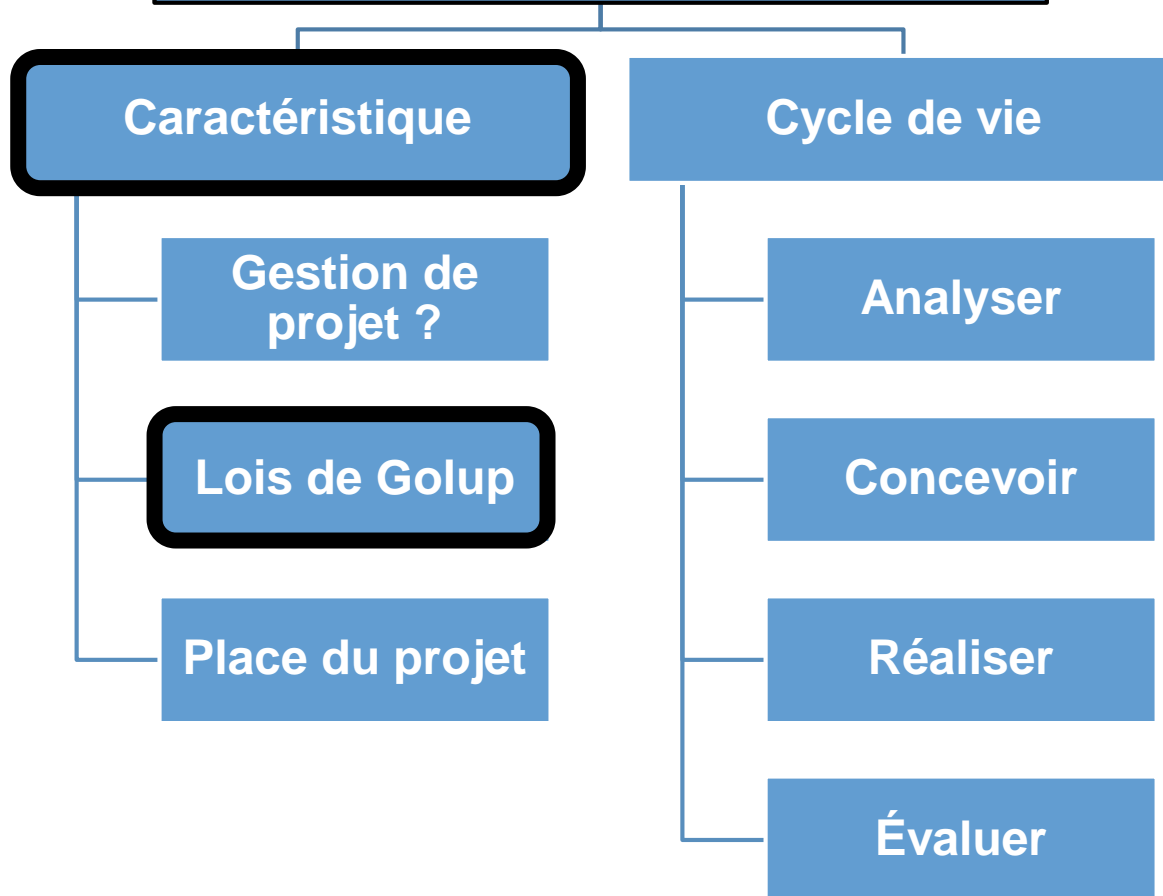 Caractéristique
Gestion de
projet ?
Lois de Golup
Place du projet
Cycle de vie
Analyser
Concevoir
Réaliser
Évaluer